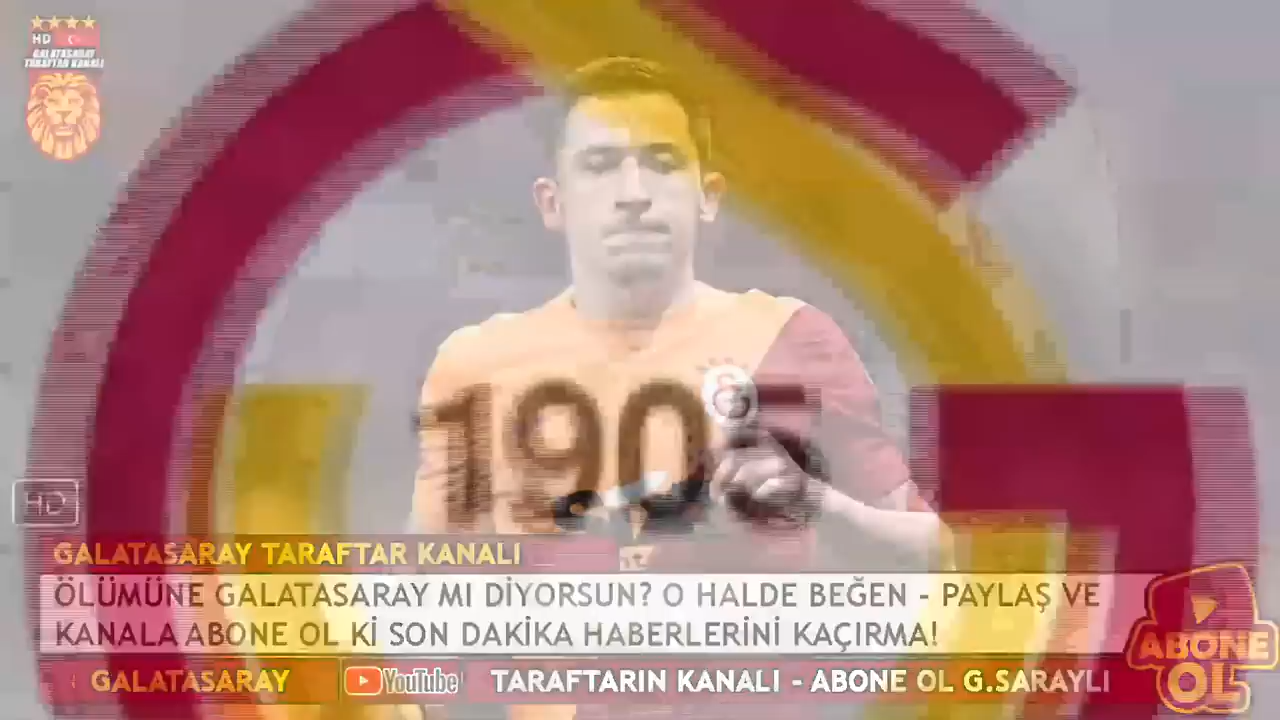 HD
GALATASARAY
TARAFTAR KANALI
1905
HD
GALATASARAY TARAFTAR KANALI
ÖLÜMÜNE GALATASARAY MI DİYORSUN? O HALDE BEĞEN - PAYLAŞ VE
KANALA ABONE OL Kİ SON DAKİKA HABERLERİNİ KAÇIRMA!
GALATASARAY YouTube TARAFTARIN KANALI - ABONE OL G.SARAYLI
ABONE
OL